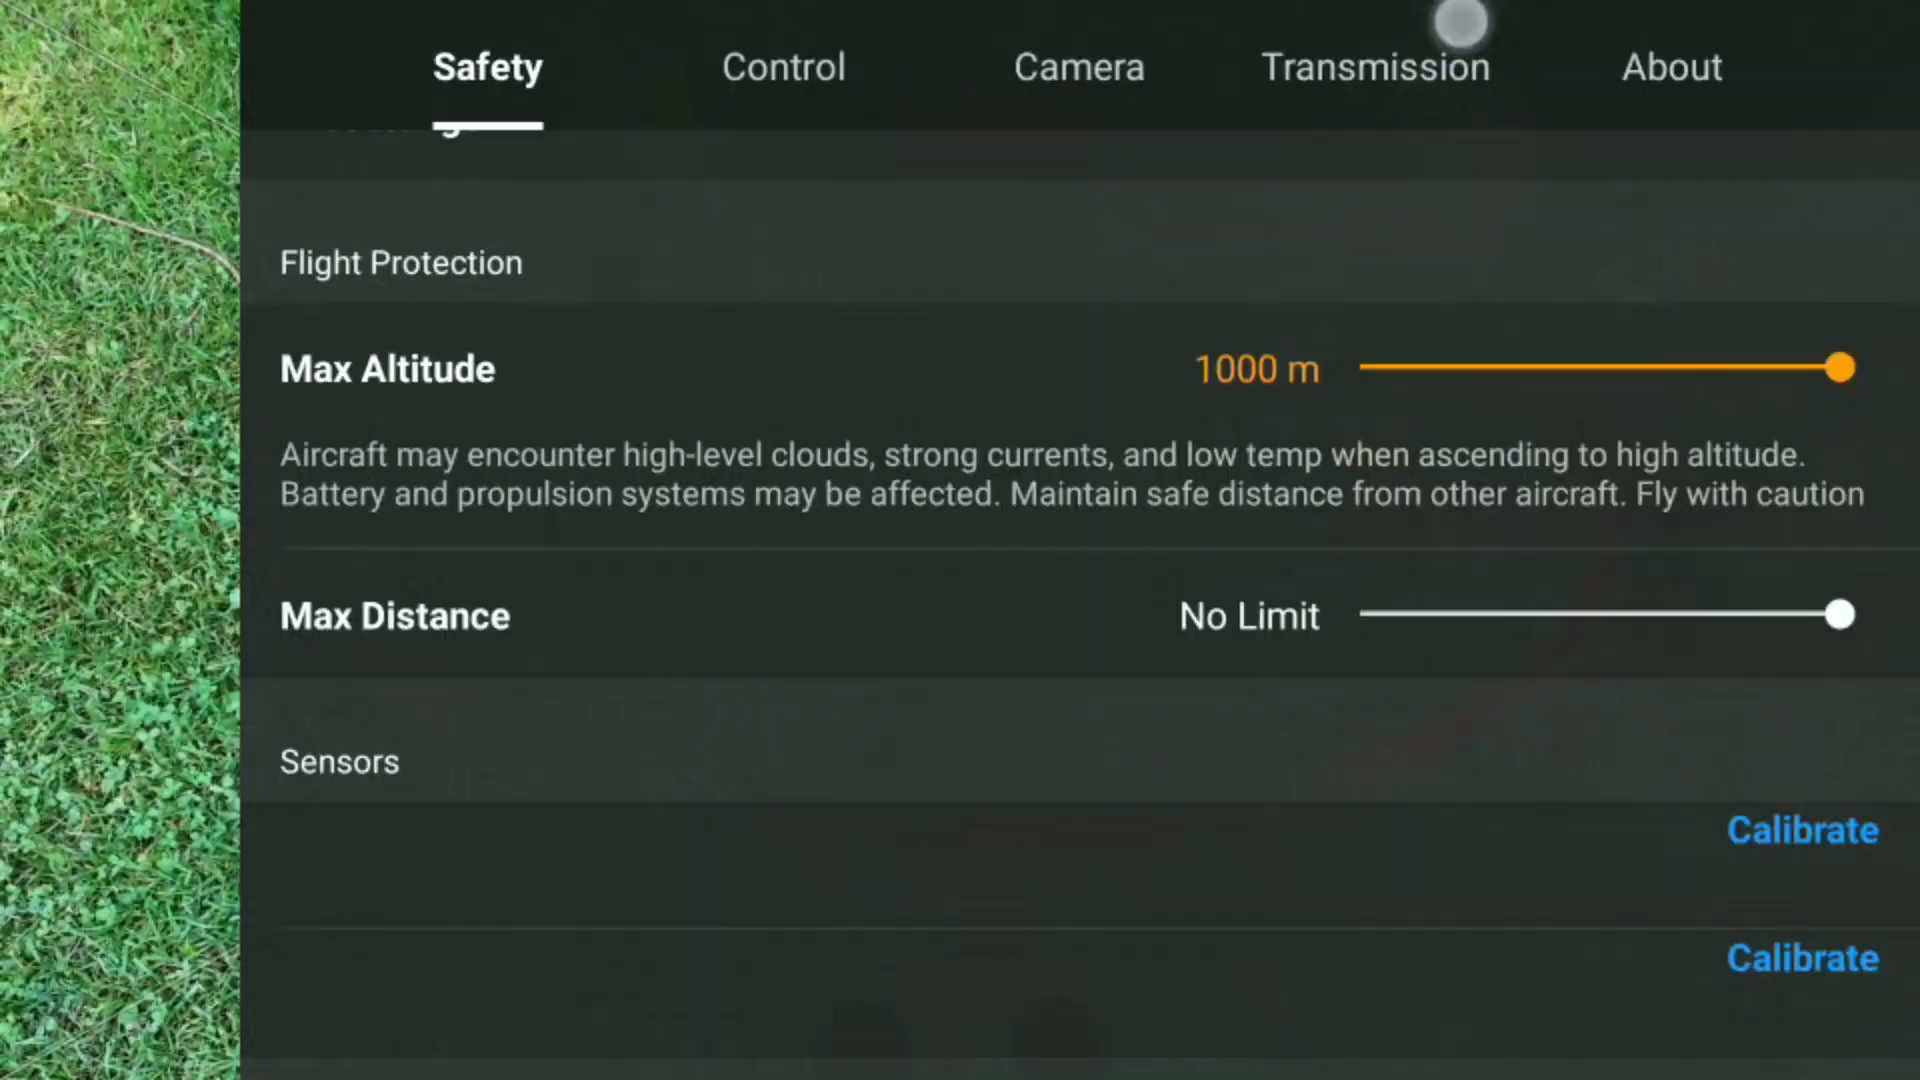 Safety Control Camera Transmission About
Flight Protection
Max Altitude 1000 m
Aircraft may encounter high-level clouds, strong currents, and low temp when ascending to high altitude.
Battery and propulsion systems may be affected. Maintain safe distance from other aircraft. Fly with caution
Max Distance No Limit
Sensors
Calibrate
Calibrate